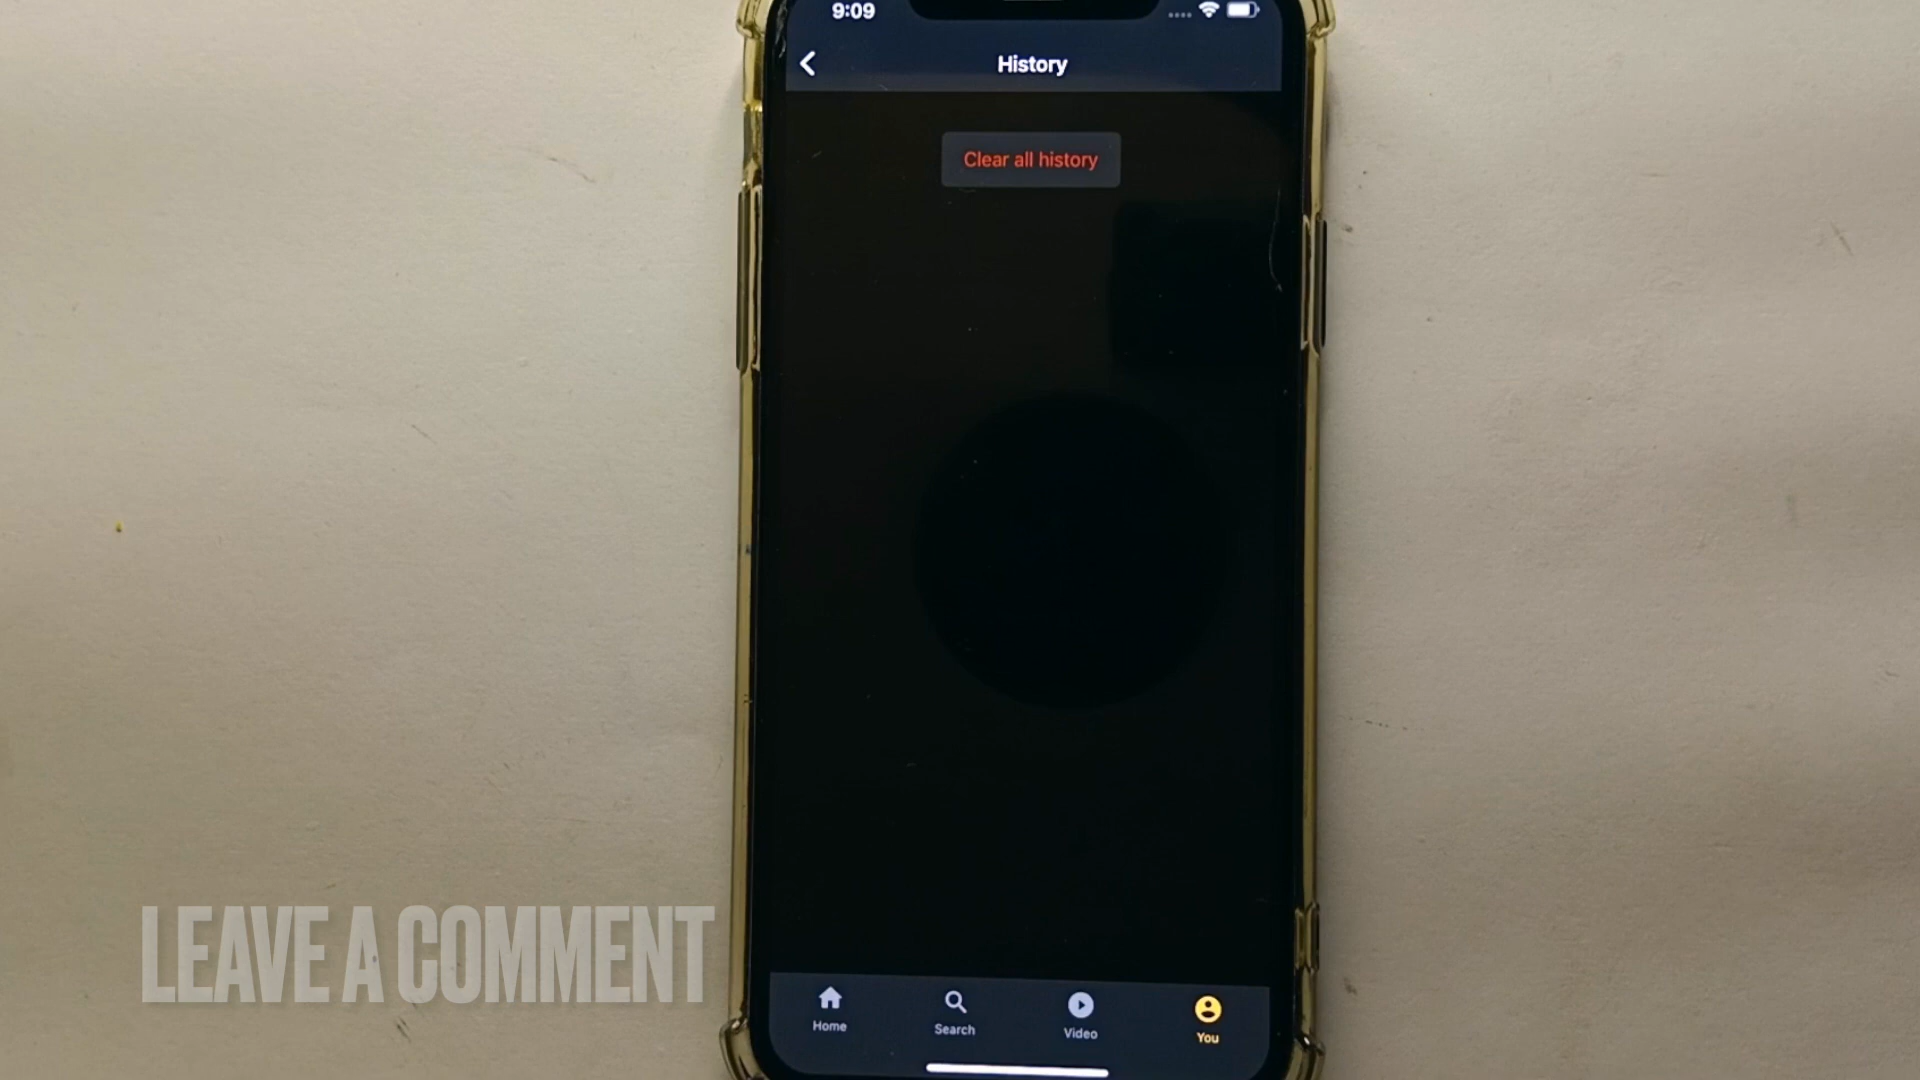 9:09
History
Clear all history
LEAVE A COMMENT
Home
Search
Video
You